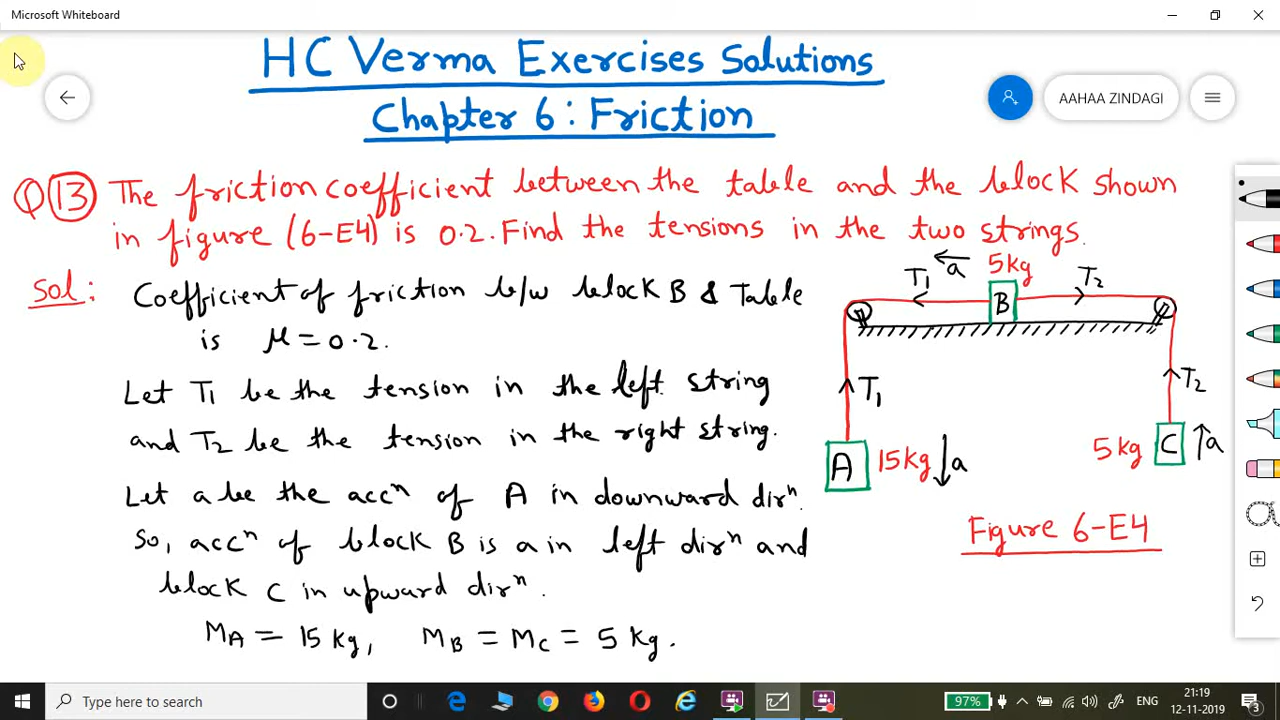 Microsoft Whiteboard
HC Verma Exercises Solutions
Chapter 6 : Friction
AAHAA ZINDAGI
Q 13 The friction coefficient between the table and the block shown
in figure (6-E4) is 0.2. Find the tensions in the two strings.
Sol :
Coefficient of friction b/w block B & Table
is μ = 0.2.
Let T1 be the tension in the left string
and T2 be the tension in the right string.
Let a be the accⁿ of A in downward dirⁿ.
So, accⁿ of block B is a in left dirⁿ and
block C in upward dirⁿ.
MA = 15 kg, MB = MC = 5 kg.
T1 a 5kg T2
B
T1 T2
A 15kg a 5kg C a
Figure 6-E4
Type here to search
97% ENG 21:19
12-11-2019
3